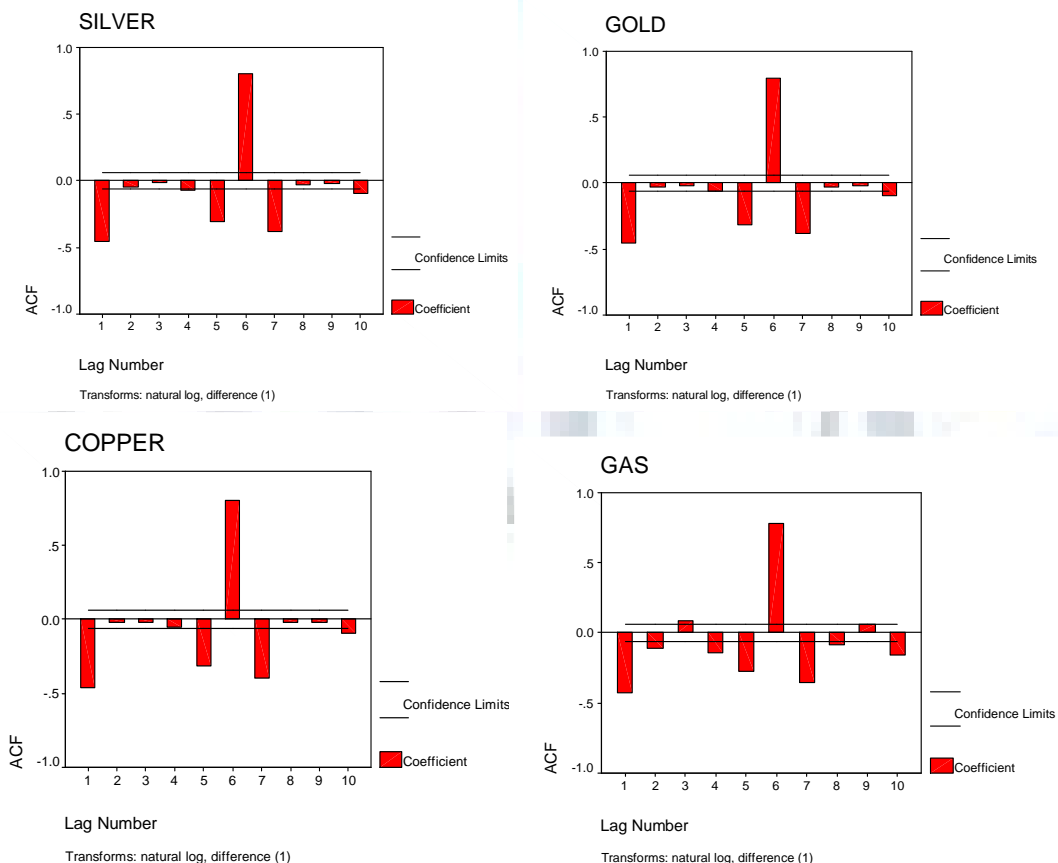 SILVER
1.0
.5
0.0
-.5
-1.0
ACF
1 2 3 4 5 6 7 8 9 10
Lag Number
Transforms: natural log, difference (1)
Confidence Limits
Coefficient
GOLD
1.0
.5
0.0
-.5
-1.0
ACF
1 2 3 4 5 6 7 8 9 10
Lag Number
Transforms: natural log, difference (1)
Confidence Limits
Coefficient
COPPER
1.0
.5
0.0
-.5
-1.0
ACF
1 2 3 4 5 6 7 8 9 10
Lag Number
Transforms: natural log, difference (1)
Confidence Limits
Coefficient
GAS
1.0
.5
0.0
-.5
-1.0
ACF
1 2 3 4 5 6 7 8 9 10
Lag Number
Transforms: natural log, difference (1)
Confidence Limits
Coefficient